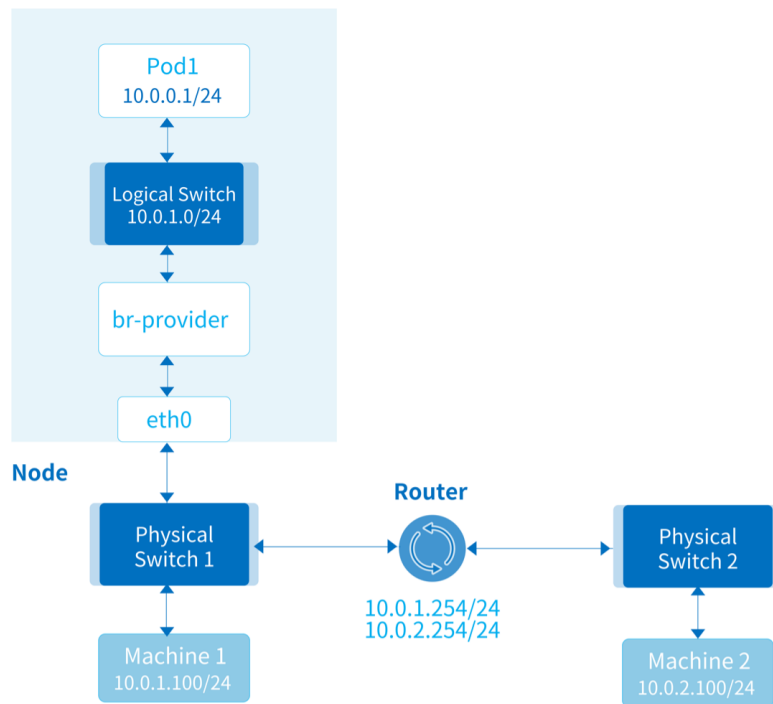 Pod1
10.0.0.1/24
Logical Switch
10.0.1.0/24
br-provider
eth0
Node
Router
Physical
Switch 1
Physical
Switch 2
10.0.1.254/24
10.0.2.254/24
Machine 1
10.0.1.100/24
Machine 2
10.0.2.100/24